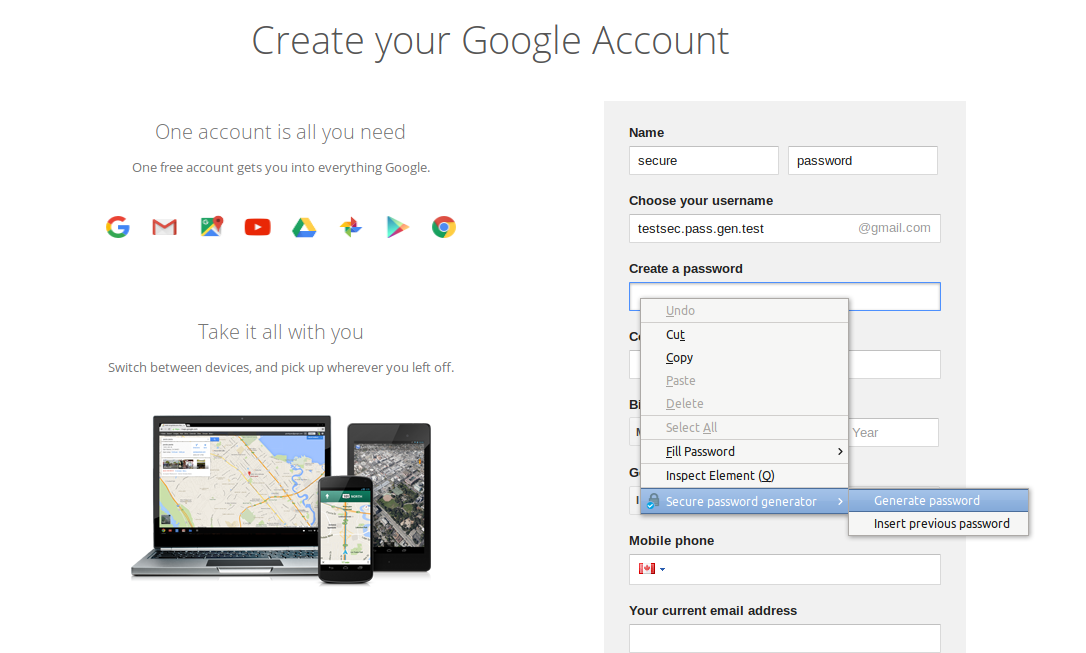 Create your Google Account
One account is all you need
One free account gets you into everything Google.
Take it all with you
Switch between devices, and pick up wherever you left off.
Name
secure password
Choose your username
testsec.pass.gen.test @gmail.com
Create a password
Undo
Cut
Copy
Paste
Delete
Select All
Fill Password
Inspect Element (Q)
Secure password generator
Generate password
Insert previous password
Year
Mobile phone
Your current email address